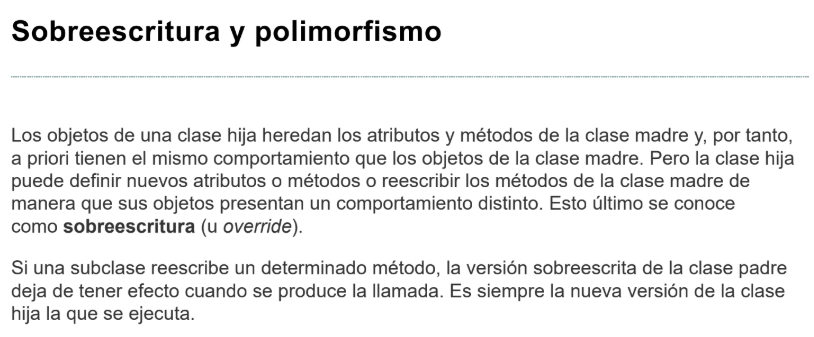 Sobreescritura y polimorfismo
Los objetos de una clase hija heredan los atributos y métodos de la clase madre y, por tanto,
a priori tienen el mismo comportamiento que los objetos de la clase madre. Pero la clase hija
puede definir nuevos atributos o métodos o reescribir los métodos de la clase madre de
manera que sus objetos presentan un comportamiento distinto. Esto último se conoce
como sobreescritura (u override).
Si una subclase reescribe un determinado método, la versión sobreescrita de la clase padre
deja de tener efecto cuando se produce la llamada. Es siempre la nueva versión de la clase
hija la que se ejecuta.